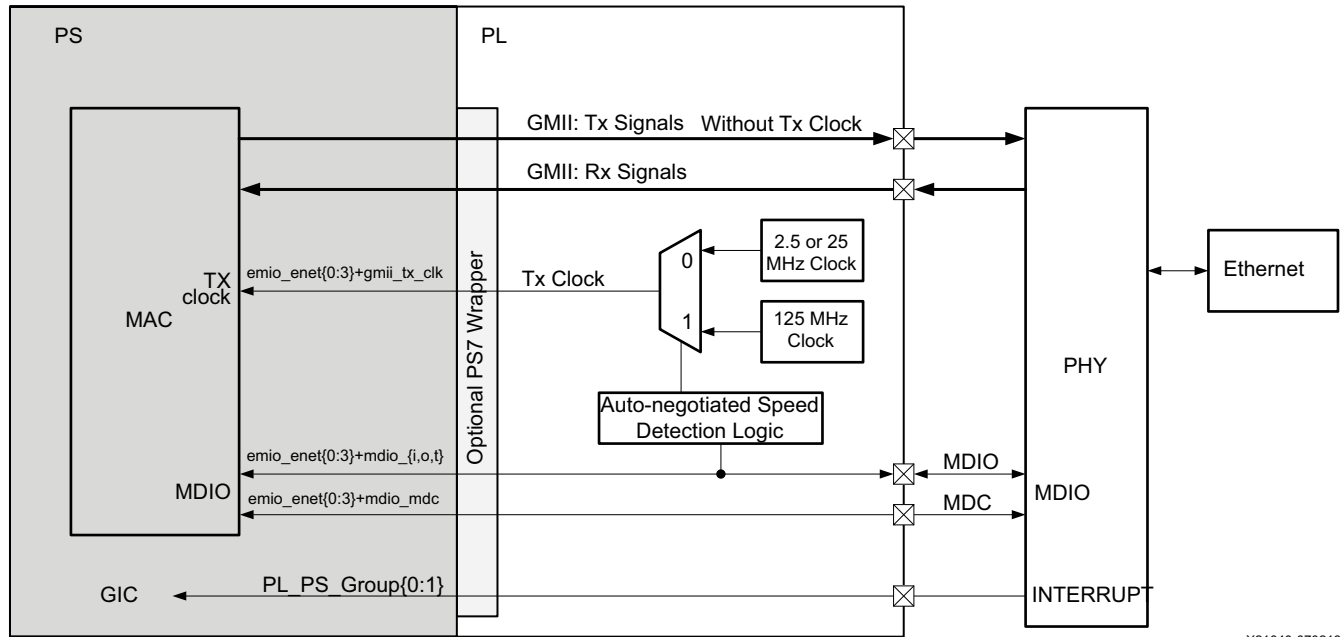 PS
PL
GMII: Tx Signals Without Tx Clock
GMII: Rx Signals
Optional PS7 Wrapper
0
1
2.5 or 25
MHz Clock
125 MHz
Clock
emio_enet{0:3}+gmii_tx_clk
Tx Clock
TX
clock
MAC
Ethernet
PHY
Auto-negotiated Speed
Detection Logic
emio_enet{0:3}+mdio_{i,o,t}
MDIO
MDIO
MDIO
emio_enet{0:3}+mdio_mdc
MDC
GIC
PL_PS_Group{0:1}
INTERRUPT